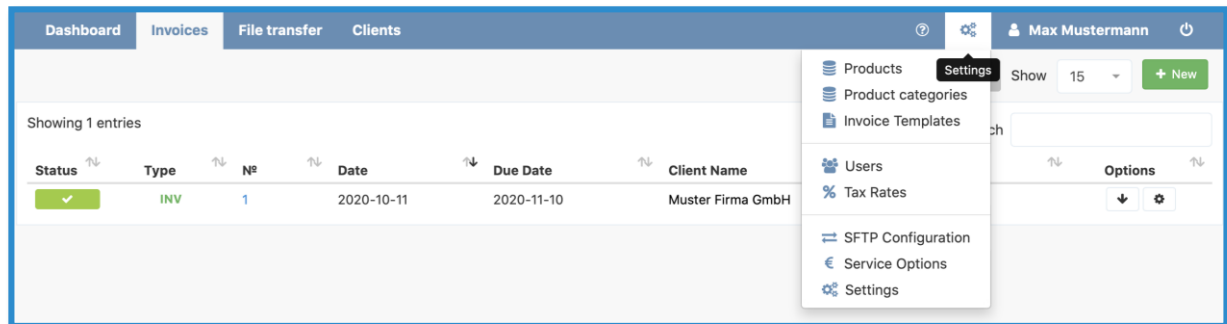 Dashboard Invoices File transfer Clients Max Mustermann
Products Settings Show 15 + New
Product categories
Showing 1 entries Invoice Templates ch
Status Type № Date Due Date Client Name Options
Users
Tax Rates
INV 1 2020-10-11 2020-11-10 Muster Firma GmbH
SFTP Configuration
Service Options
Settings